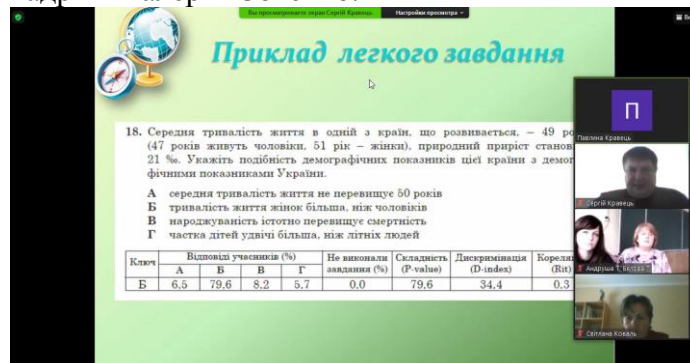 Вы просматриваете экран Сергій Кравець
Настройки просмотра
Приклад легкого завдання
18. Середня тривалість життя в одній з країн, що розвивається, – 49 ро
(47 років живуть чоловіки, 51 рік – жінки), природний приріст станов
21 ‰. Укажіть подібність демографічних показників цієї країни з демог
фічними показниками України.
А середня тривалість життя не перевищує 50 років
Б тривалість життя жінок більша, ніж чоловіків
В народжуваність істотно перевищує смертність
Г частка дітей удвічі більша, ніж літніх людей
Ключ Відповіді учасників (%) Не виконали завдання (%) Складність (P-value) Дискримінація (D-index) Кореля (Rit)
А Б В Г
Б 6,5 79,6 8,2 5,7 0,0 79,6 34,4 0,3
П
Павлина Кравець
Сергій Кравець
Андруша Т, Бєлова Т
Світлана Коваль